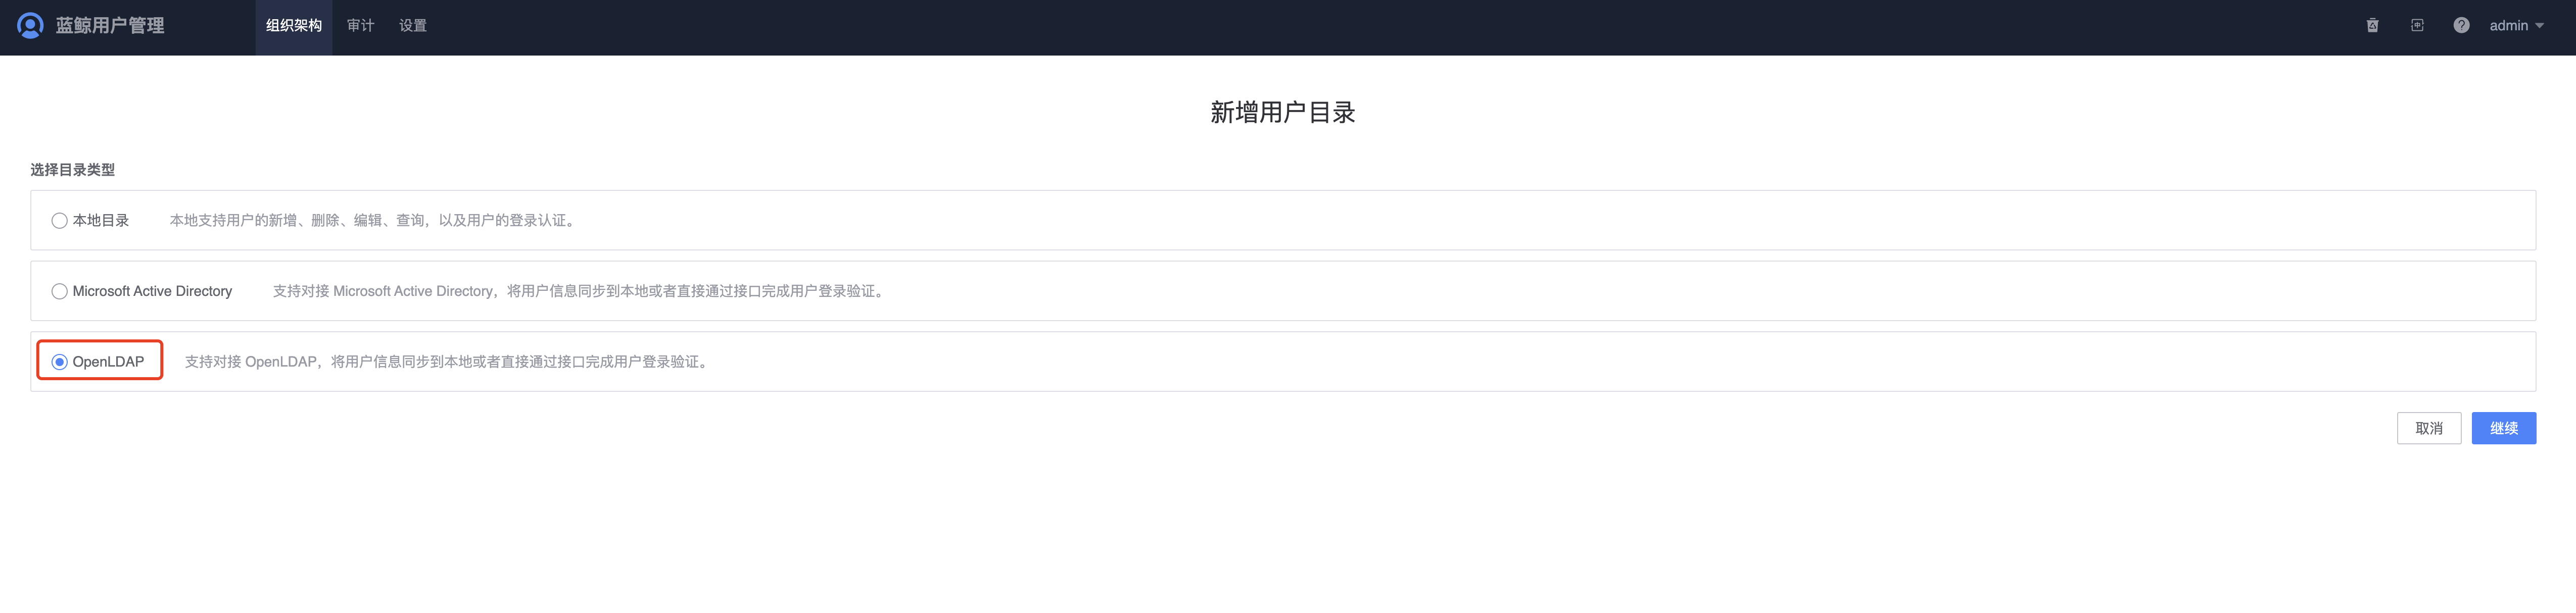 蓝鲸用户管理 组织架构 审计 设置 admin
新增用户目录
选择目录类型
本地目录 本地支持用户的新增、删除、编辑、查询，以及用户的登录认证。
Microsoft Active Directory 支持对接 Microsoft Active Directory，将用户信息同步到本地或者直接通过接口完成用户登录验证。
OpenLDAP 支持对接 OpenLDAP，将用户信息同步到本地或者直接通过接口完成用户登录验证。
取消 继续